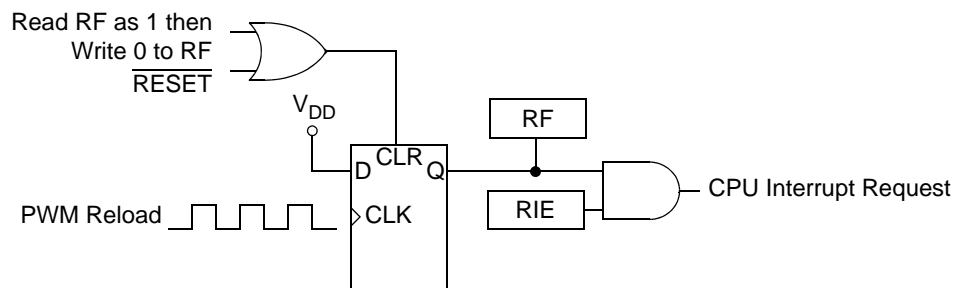 Read RF as 1 then
Write 0 to RF
RESET
VDD
D
CLR
Q
RF
CPU Interrupt Request
RIE
PWM Reload
CLK